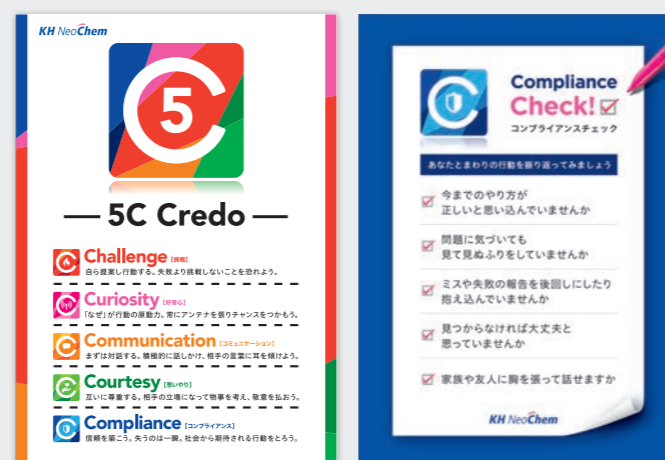 KH NeoChem
5
5C Credo
Challenge [挑戦]
自ら提案し行動する。失敗より挑戦しないことを恐れよう。
Curiosity [好奇心]
「なぜ」が行動の原動力。常にアンテナを張りチャンスをつかもう。
Communication [コミュニケーション]
まずは対話する。積極的に話しかけ、相手の言葉に耳を傾けよう。
Courtesy [思いやり]
互いに尊重する。相手の立場になって物事を考え、敬意を払おう。
Compliance [コンプライアンス]
信頼を築こう。失うのは一瞬。社会から期待される行動をとろう。
Compliance
Check!
コンプライアンスチェック
あなたとまわりの行動を振り返ってみましょう
今までのやり方が
正しいと思い込んでいませんか
問題に気づいても
見て見ぬふりをしていませんか
ミスや失敗の報告を後回しにしたり
抱え込んでいませんか
見つからなければ大丈夫と
思っていませんか
家族や友人に胸を張って話せますか
KH NeoChem